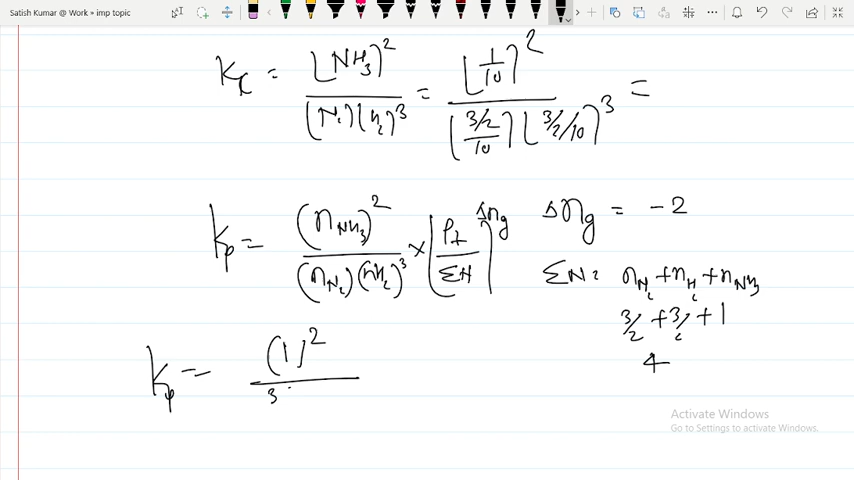 Satish Kumar @ Work » imp topic
Kc = [NH3]^2 / (N2)(H2)^3 = [1/10]^2 / [3/2/10][3/2/10]^3 =
Kp = (nNH3)^2 / (nN2)(nH2)^3 × [Pt/ΣN]^Δng
Δng = -2
ΣN = nN2 + nH2 + nNH3
3/2 + 3/2 + 1
4
Kp = (1)^2 / 3
Activate Windows
Go to Settings to activate Windows.